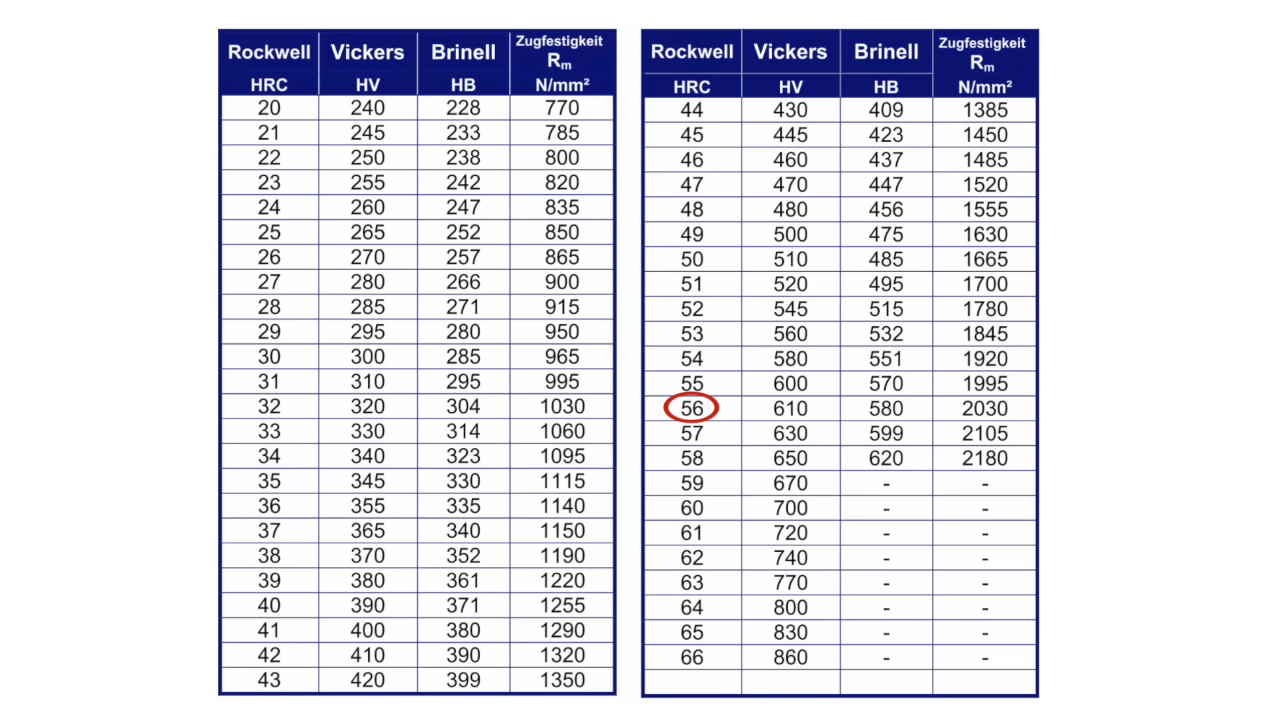 Rockwell Vickers Brinell Zugfestigkeit Rm
HRC HV HB N/mm²
20 240 228 770
21 245 233 785
22 250 238 800
23 255 242 820
24 260 247 835
25 265 252 850
26 270 257 865
27 280 266 900
28 285 271 915
29 295 280 950
30 300 285 965
31 310 295 995
32 320 304 1030
33 330 314 1060
34 340 323 1095
35 345 330 1115
36 355 335 1140
37 365 340 1150
38 370 352 1190
39 380 361 1220
40 390 371 1255
41 400 380 1290
42 410 390 1320
43 420 399 1350
Rockwell Vickers Brinell Zugfestigkeit Rm
HRC HV HB N/mm²
44 430 409 1385
45 445 423 1450
46 460 437 1485
47 470 447 1520
48 480 456 1555
49 500 475 1630
50 510 485 1665
51 520 495 1700
52 545 515 1780
53 560 532 1845
54 580 551 1920
55 600 570 1995
56 610 580 2030
57 630 599 2105
58 650 620 2180
59 670 - -
60 700 - -
61 720 - -
62 740 - -
63 770 - -
64 800 - -
65 830 - -
66 860 - -